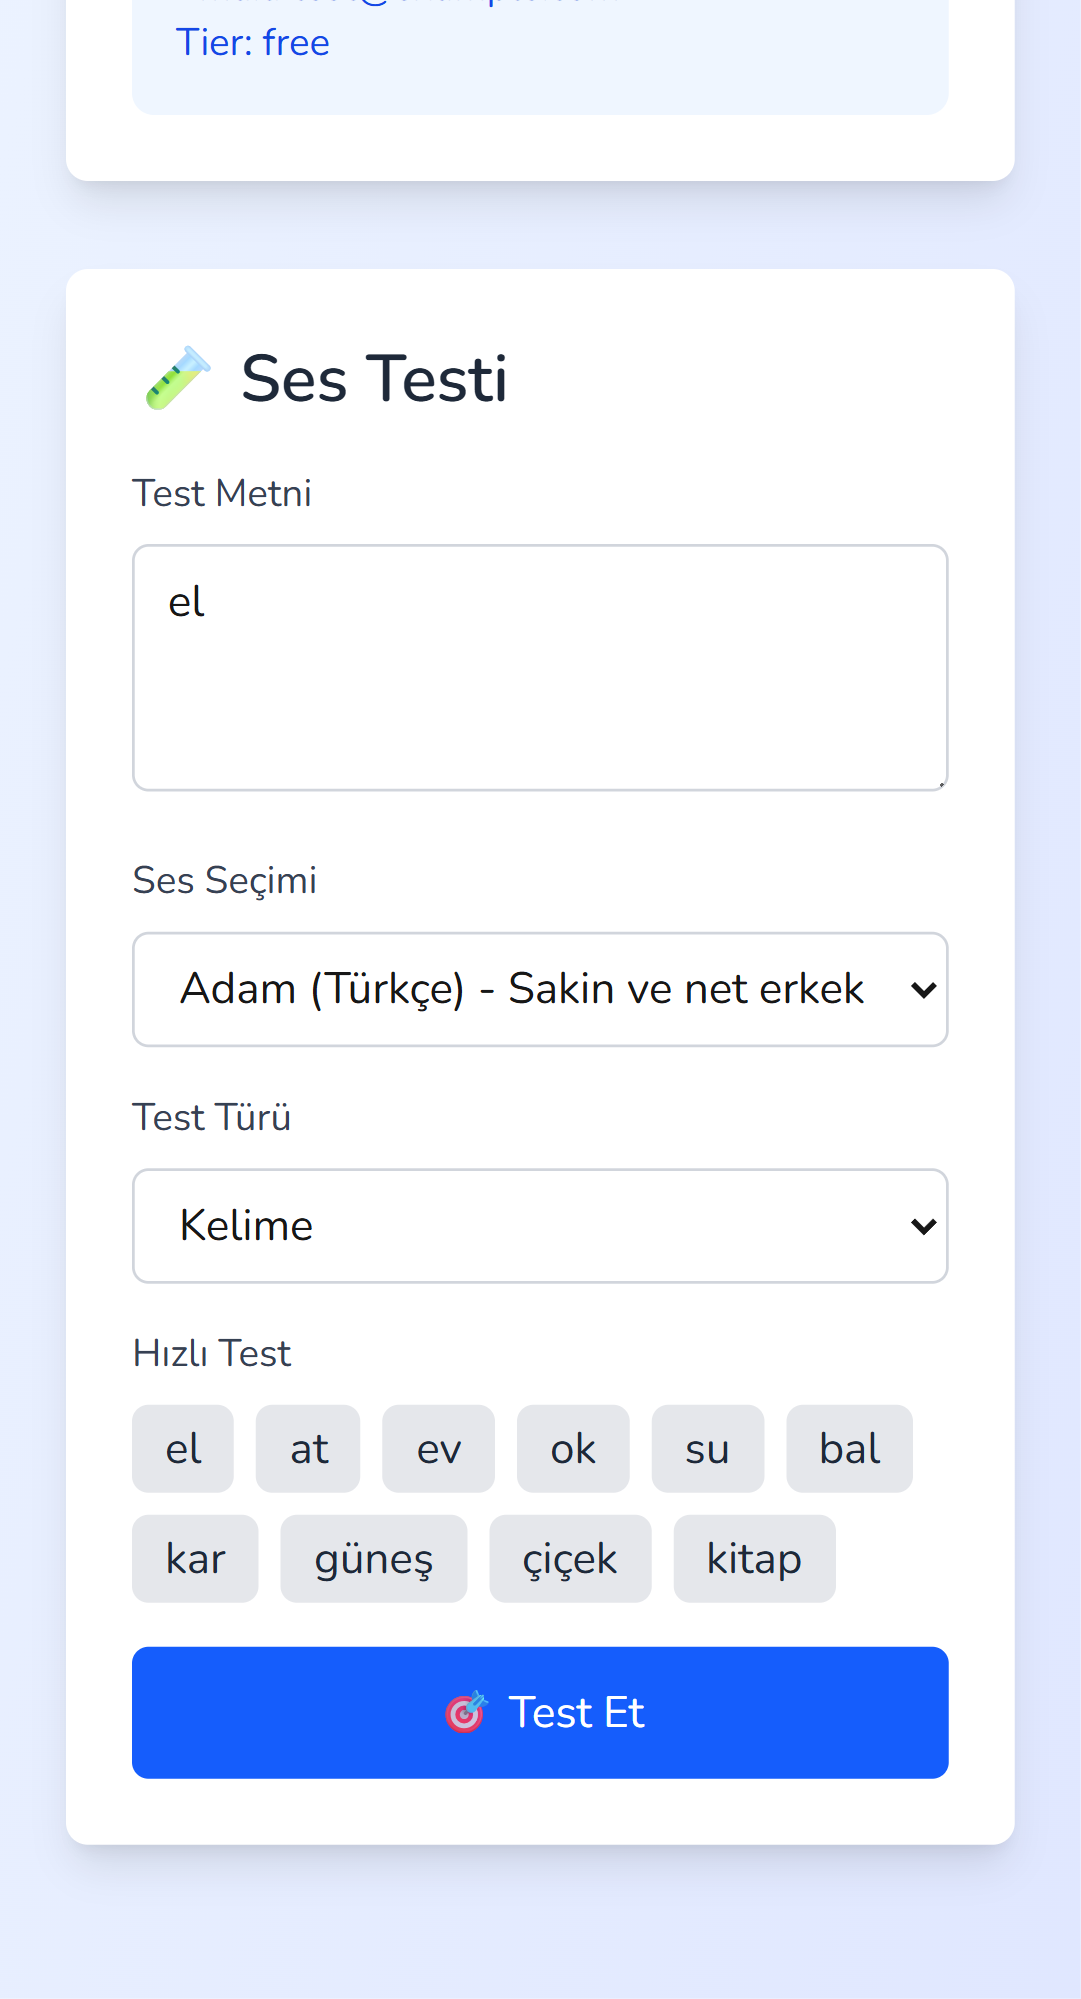 Tier: free
Ses Testi
Test Metni
el
Ses Seçimi
Adam (Türkçe) - Sakin ve net erkek
Test Türü
Kelime
Hızlı Test
el at ev ok su bal
kar güneş çiçek kitap
Test Et